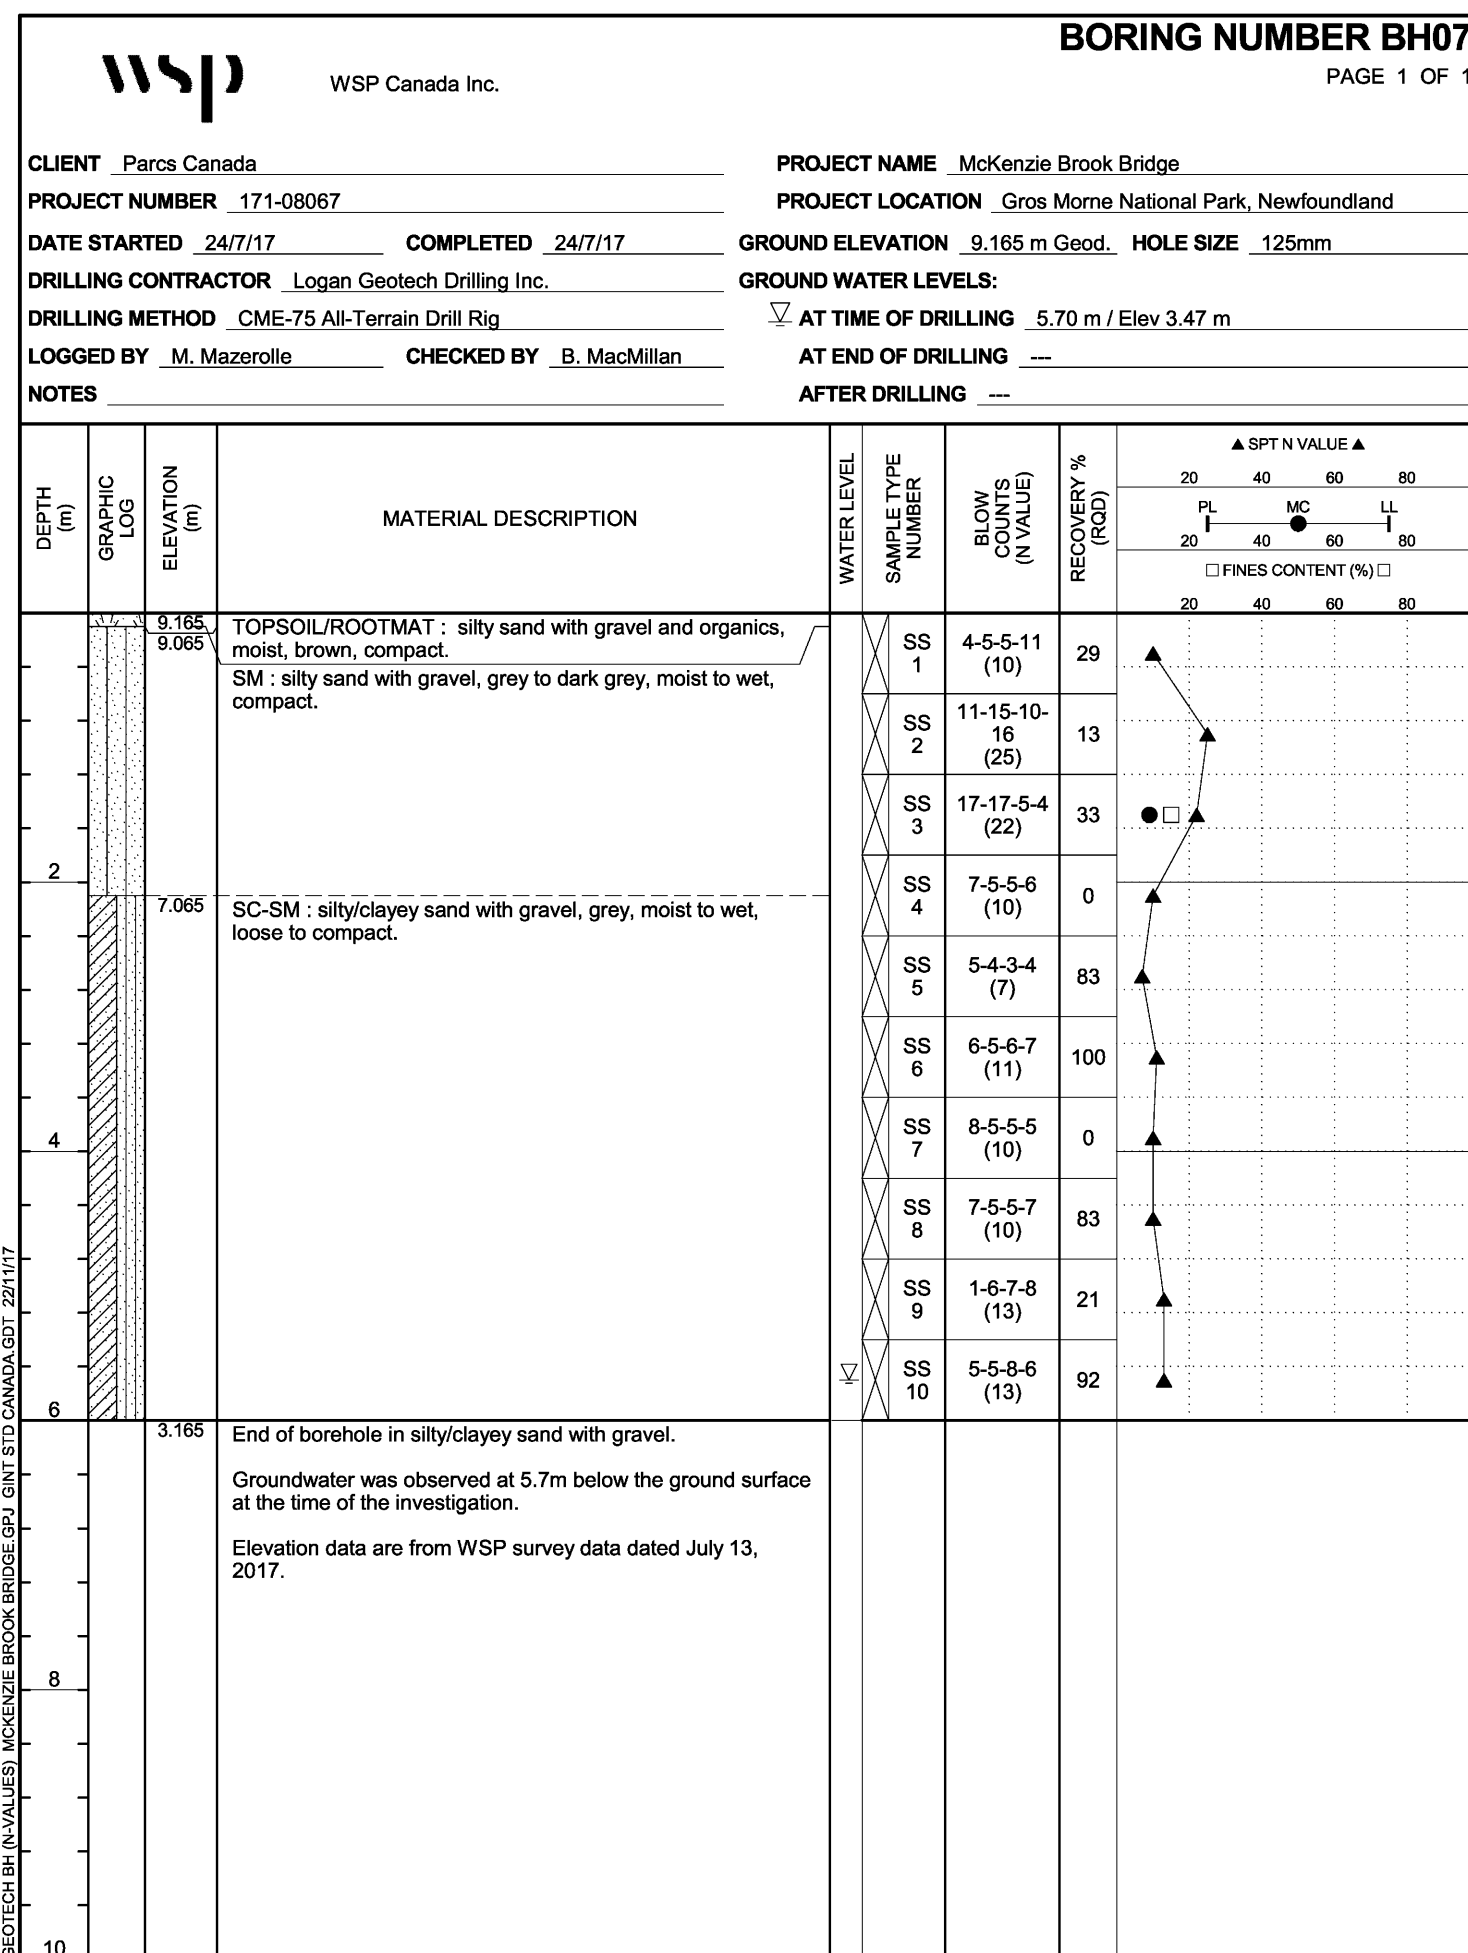 BORING NUMBER BH07
PAGE 1 OF 1
wsp
WSP Canada Inc.
CLIENT Parcs Canada
PROJECT NAME McKenzie Brook Bridge
PROJECT NUMBER 171-08067
PROJECT LOCATION Gros Morne National Park, Newfoundland
DATE STARTED 24/7/17 COMPLETED 24/7/17
GROUND ELEVATION 9.165 m Geod. HOLE SIZE 125mm
DRILLING CONTRACTOR Logan Geotech Drilling Inc.
GROUND WATER LEVELS:
DRILLING METHOD CME-75 All-Terrain Drill Rig
AT TIME OF DRILLING 5.70 m / Elev 3.47 m
LOGGED BY M. Mazerolle CHECKED BY B. MacMillan
AT END OF DRILLING ---
NOTES
AFTER DRILLING ---
DEPTH
(m)
GRAPHIC
LOG
ELEVATION
(m)
MATERIAL DESCRIPTION
WATER LEVEL
SAMPLE TYPE
NUMBER
BLOW
COUNTS
(N VALUE)
RECOVERY %
(RQD)
▲ SPT N VALUE ▲
20 40 60 80
PL MC LL
20 40 60 80
□ FINES CONTENT (%) □
20 40 60 80
9.165
9.065
TOPSOIL/ROOTMAT : silty sand with gravel and organics,
moist, brown, compact.
SM : silty sand with gravel, grey to dark grey, moist to wet,
compact.
SS
1
4-5-5-11
(10)
29
SS
2
11-15-10-
16
(25)
13
SS
3
17-17-5-4
(22)
33
2
SS
4
7-5-5-6
(10)
0
7.065
SC-SM : silty/clayey sand with gravel, grey, moist to wet,
loose to compact.
SS
5
5-4-3-4
(7)
83
SS
6
6-5-6-7
(11)
100
4
SS
7
8-5-5-5
(10)
0
SS
8
7-5-5-7
(10)
83
SS
9
1-6-7-8
(13)
21
SS
10
5-5-8-6
(13)
92
6
3.165
End of borehole in silty/clayey sand with gravel.
Groundwater was observed at 5.7m below the ground surface
at the time of the investigation.
Elevation data are from WSP survey data dated July 13,
2017.
8
10
GEOTECH BH (N-VALUES) MCKENZIE BROOK BRIDGE.GPJ GINT STD CANADA.GDT 22/11/17